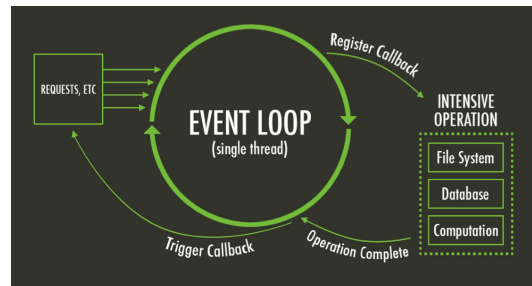 REQUESTS, ETC
EVENT LOOP
(single thread)
Register Callback
INTENSIVE
OPERATION
File System
Database
Computation
Operation Complete
Trigger Callback